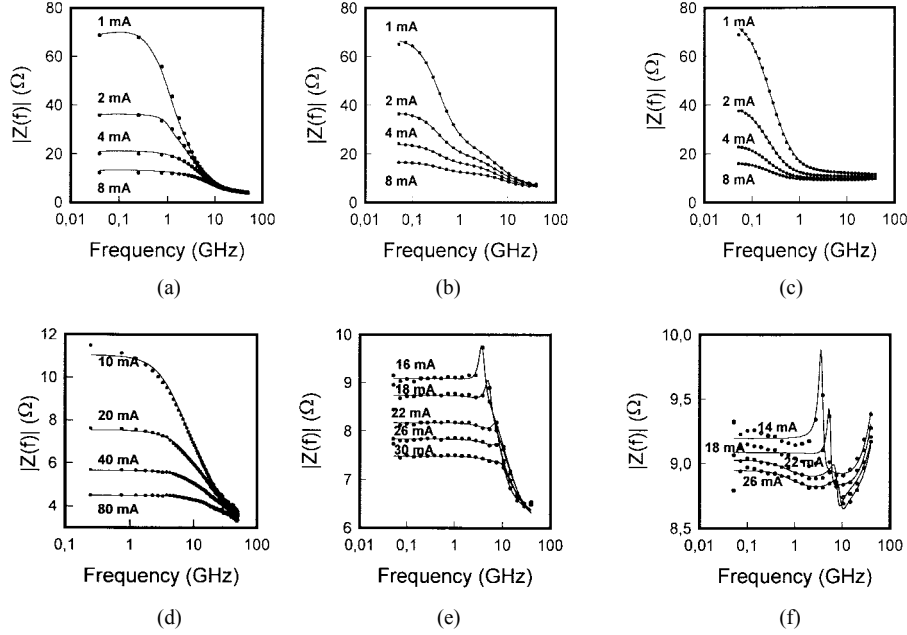 80
60
40
20
0
|Z(f)| (Ω)
1 mA
2 mA
4 mA
8 mA
0,01 0,1 1 10 100
Frequency (GHz)
(a)
80
60
40
20
0
|Z(f)| (Ω)
1 mA
2 mA
4 mA
8 mA
0,01 0,1 1 10 100
Frequency (GHz)
(b)
80
60
40
20
0
|Z(f)| (Ω)
1 mA
2 mA
4 mA
8 mA
0,01 0,1 1 10 100
Frequency (GHz)
(c)
12
10
8
6
4
|Z(f)| (Ω)
10 mA
20 mA
40 mA
80 mA
0,1 1 10 100
Frequency (GHz)
(d)
10
9
8
7
6
|Z(f)| (Ω)
16 mA
18 mA
22 mA
26 mA
30 mA
0,01 0,1 1 10 100
Frequency (GHz)
(e)
10,0
9,5
9,0
8,5
|Z(f)| (Ω)
14 mA
18 mA
22 mA
26 mA
0,01 0,1 1 10 100
Frequency (GHz)
(f)